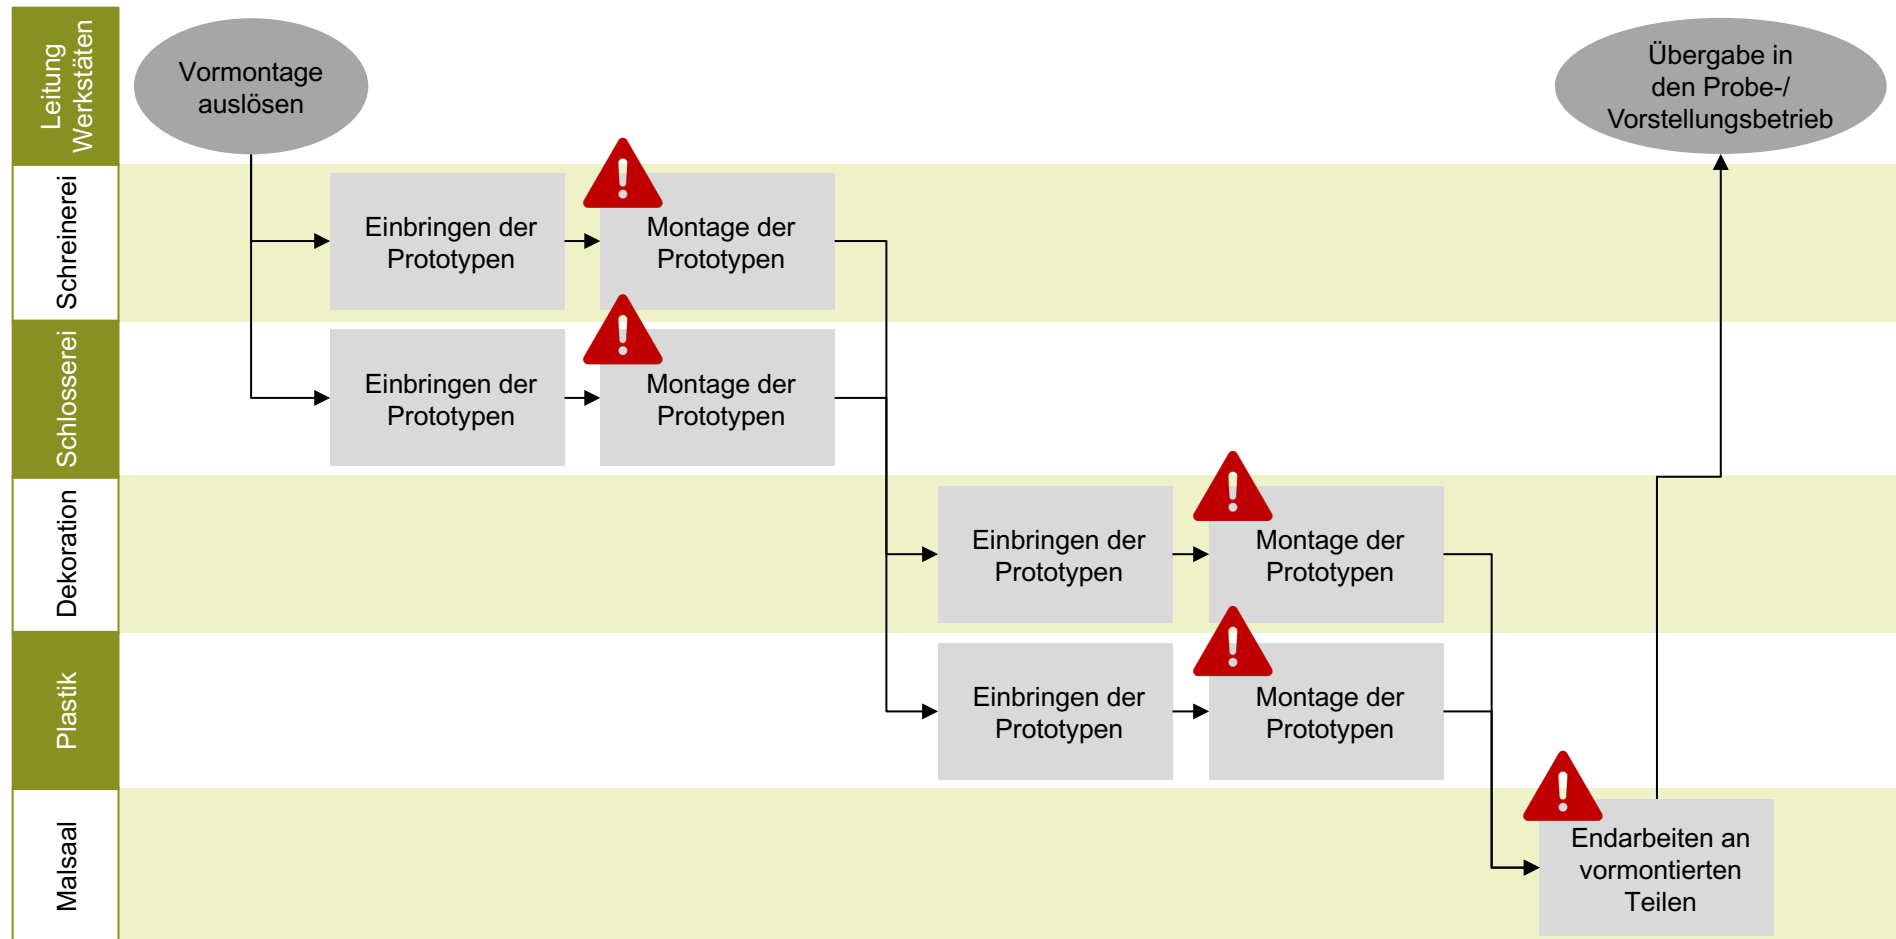 Leitung
Werkstäten
Vormontage
auslösen
Übergabe in
den Probe-/
Vorstellungsbetrieb
Schreinerei
Einbringen der
Prototypen
Montage der
Prototypen
Schlosserei
Einbringen der
Prototypen
Montage der
Prototypen
Dekoration
Einbringen der
Prototypen
Montage der
Prototypen
Plastik
Einbringen der
Prototypen
Montage der
Prototypen
Malsaal
Endarbeiten an
vormontierten
Teilen